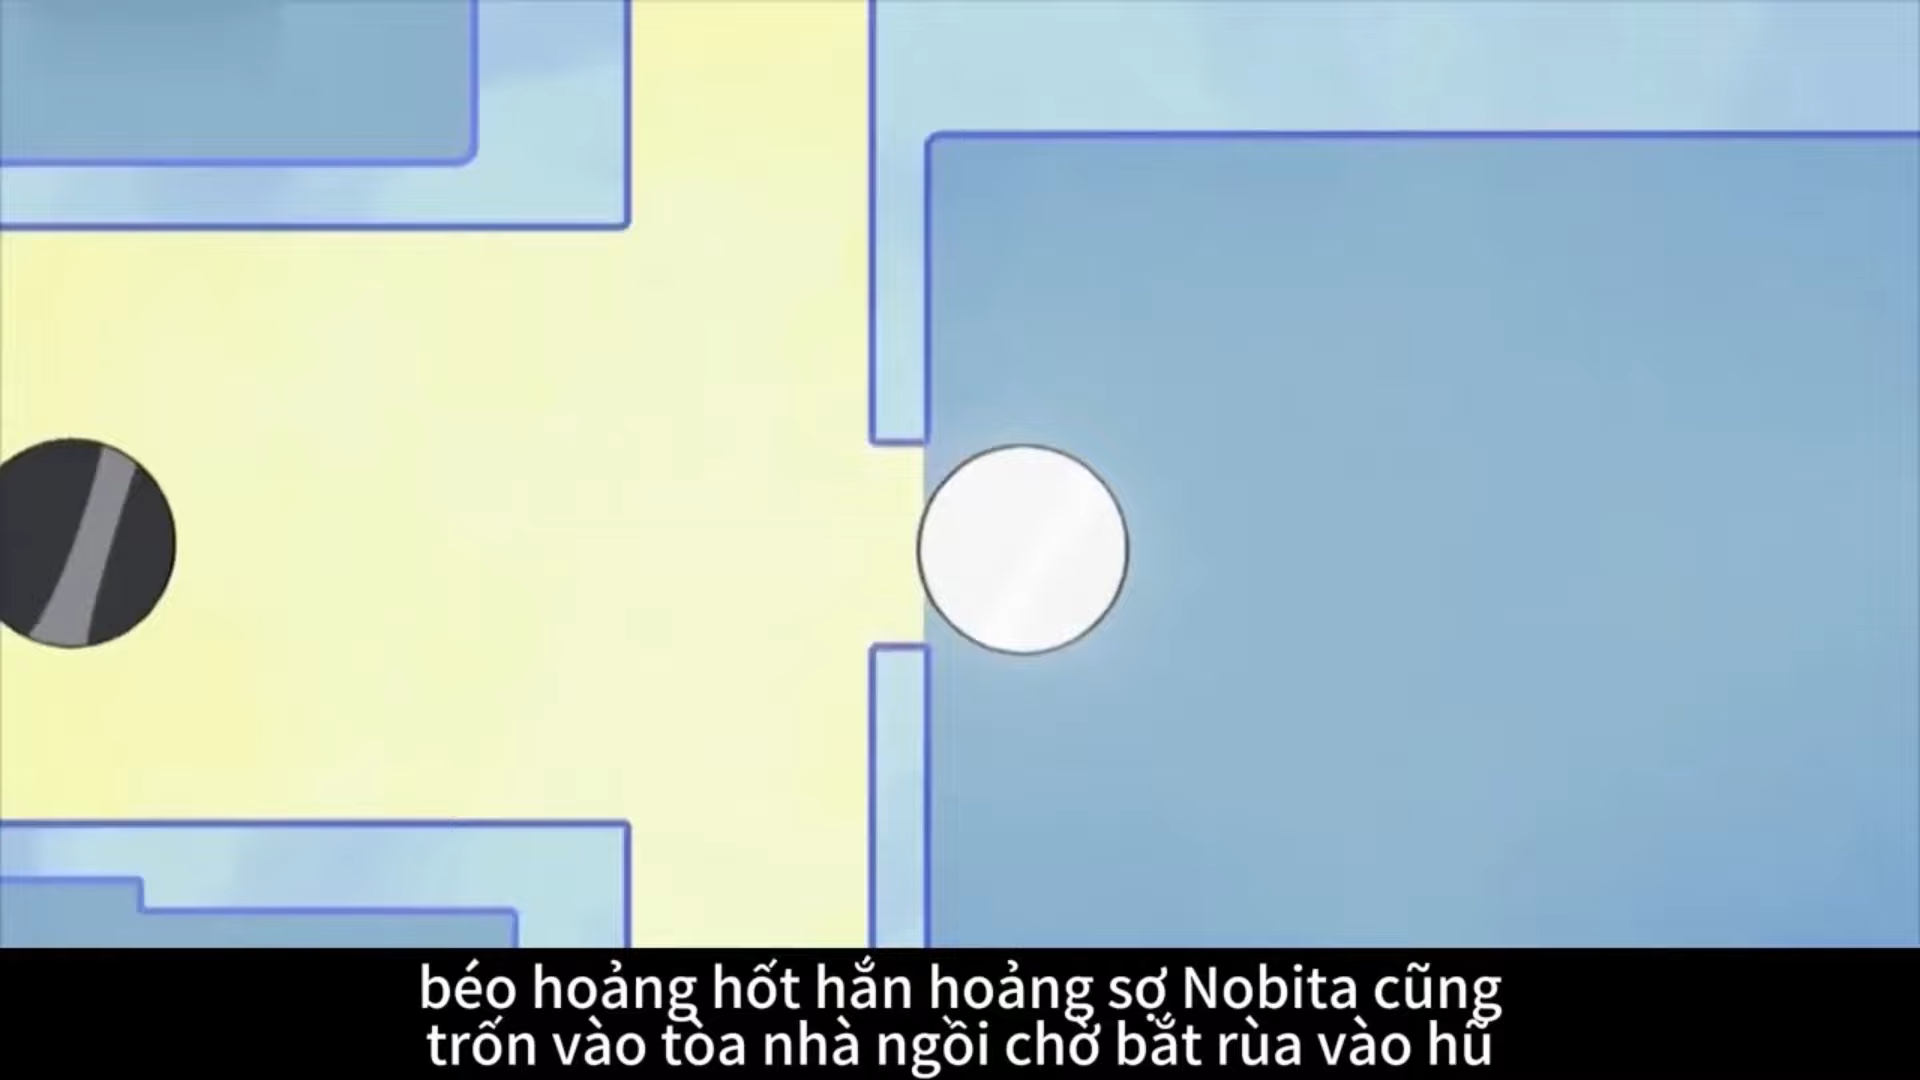 béo hoảng hốt hắn hoảng sợ Nobita cũng
trốn vào tòa nhà ngồi chờ bắt rùa vào hũ